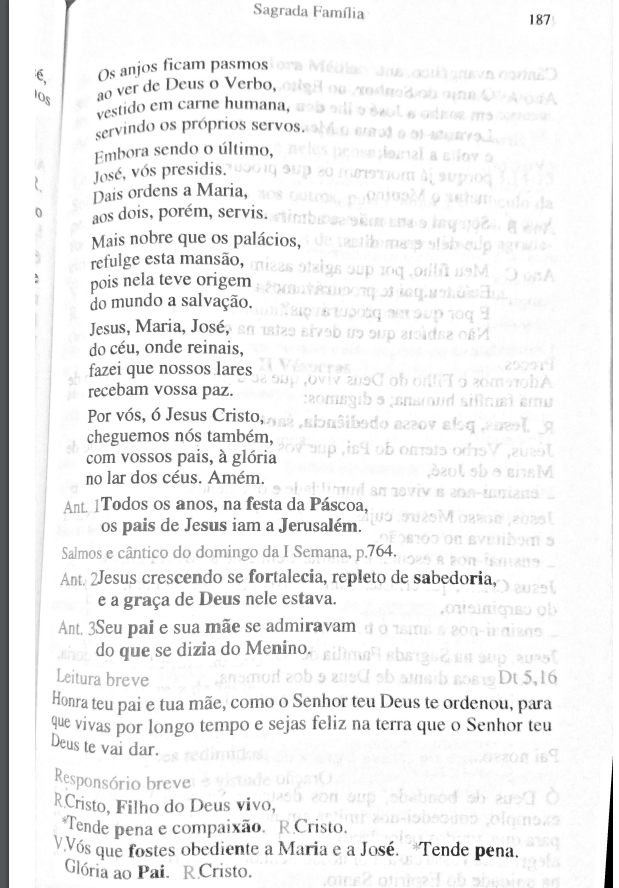 Sagrada Família
187
Os anjos ficam pasmos
ao ver de Deus o Verbo,
vestido em carne humana,
servindo os próprios servos.
Embora sendo o último,
José, vós presidis.
Dais ordens a Maria,
aos dois, porém, servis.
Mais nobre que os palácios,
refulge esta mansão,
pois nela teve origem
do mundo a salvação.
Jesus, Maria, José,
do céu, onde reinais,
fazei que nossos lares
recebam vossa paz.
Por vós, ó Jesus Cristo,
cheguemos nós também,
com vossos pais, à glória
no lar dos céus. Amém.
Ant. 1 Todos os anos, na festa da Páscoa,
os pais de Jesus iam a Jerusalém.
Salmos e cântico do domingo da I Semana, p.764.
Ant. 2 Jesus crescendo se fortalecia, repleto de sabedoria,
e a graça de Deus nele estava.
Ant. 3 Seu pai e sua mãe se admiravam
do que se dizia do Menino.
Leitura breve Dt 5,16
Honra teu pai e tua mãe, como o Senhor teu Deus te ordenou, para
que vivas por longo tempo e sejas feliz na terra que o Senhor teu
Deus te vai dar.
Responsório breve
R.Cristo, Filho do Deus vivo,
*Tende pena e compaixão. R.Cristo.
V.Vós que fostes obediente a Maria e a José. *Tende pena.
Glória ao Pai. R.Cristo.